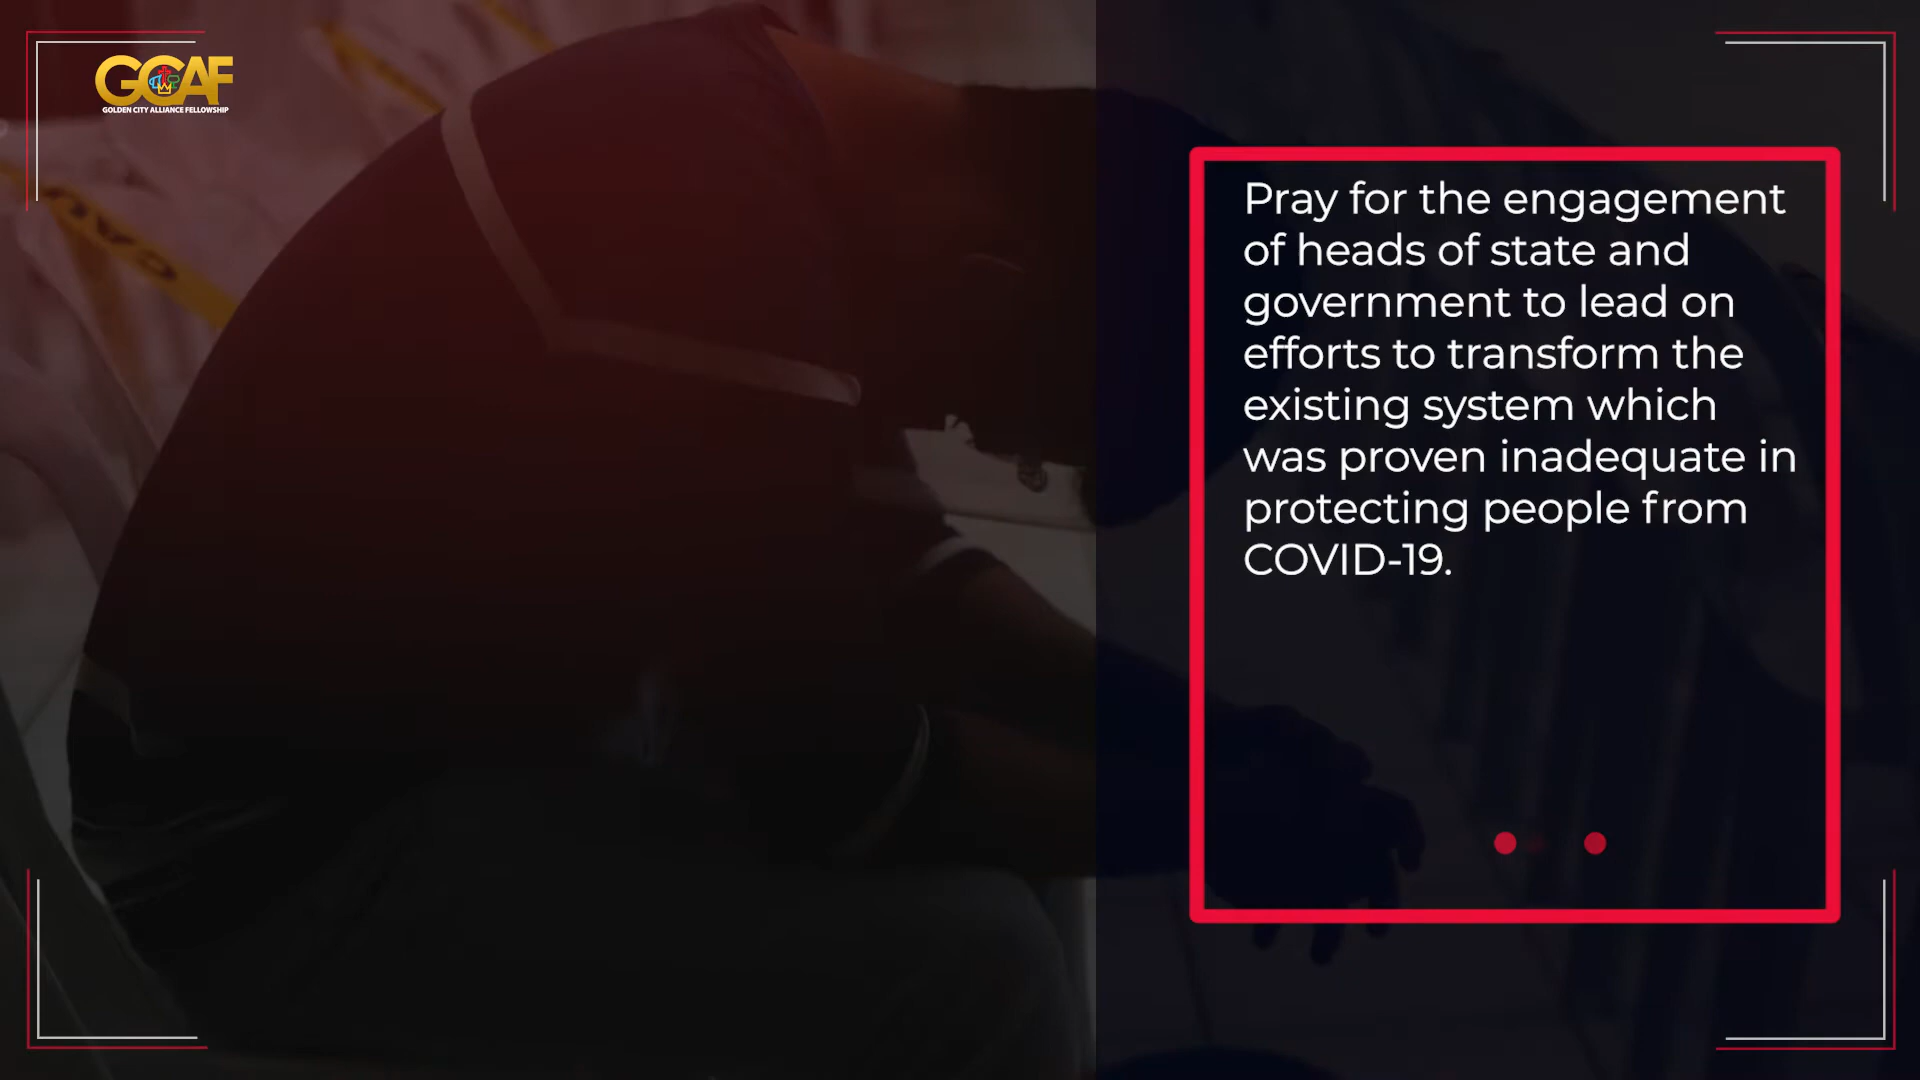 GCAF
GOLDEN CITY ALLIANCE FELLOWSHIP
CAU
Pray for the engagement
of heads of state and
government to lead on
efforts to transform the
existing system which
was proven inadequate in
protecting people from
COVID-19.